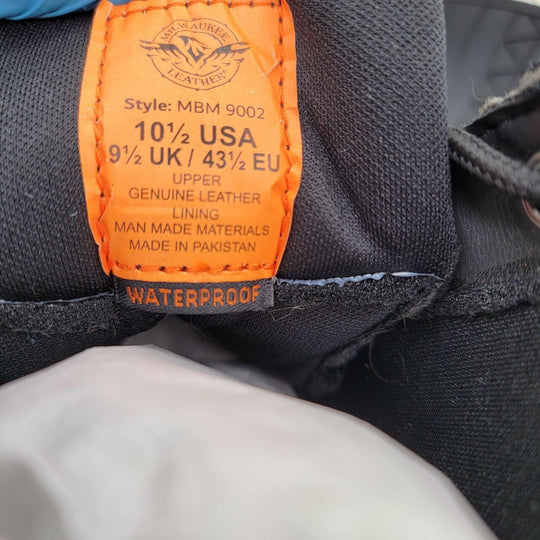 MILWAUKEE
LEATHER
Style: MBM 9002
10½ USA
9½ UK / 43½ EU
UPPER
GENUINE LEATHER
LINING
MAN MADE MATERIALS
MADE IN PAKISTAN
WATERPROOF